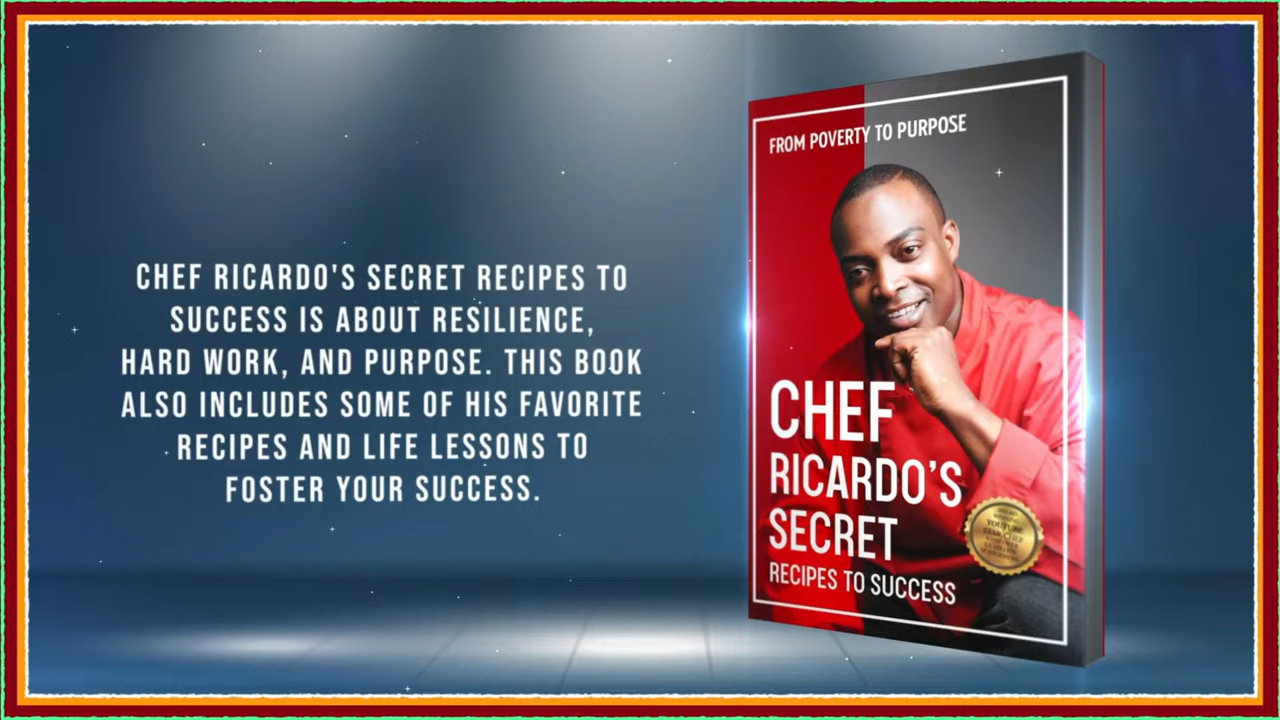 CHEF RICARDO'S SECRET RECIPES TO
SUCCESS IS ABOUT RESILIENCE,
HARD WORK, AND PURPOSE. THIS BOOK
ALSO INCLUDES SOME OF HIS FAVORITE
RECIPES AND LIFE LESSONS TO
FOSTER YOUR SUCCESS.
FROM POVERTY TO PURPOSE
CHEF
RICARDO’S
SECRET
RECIPES TO SUCCESS
YOUTUBE